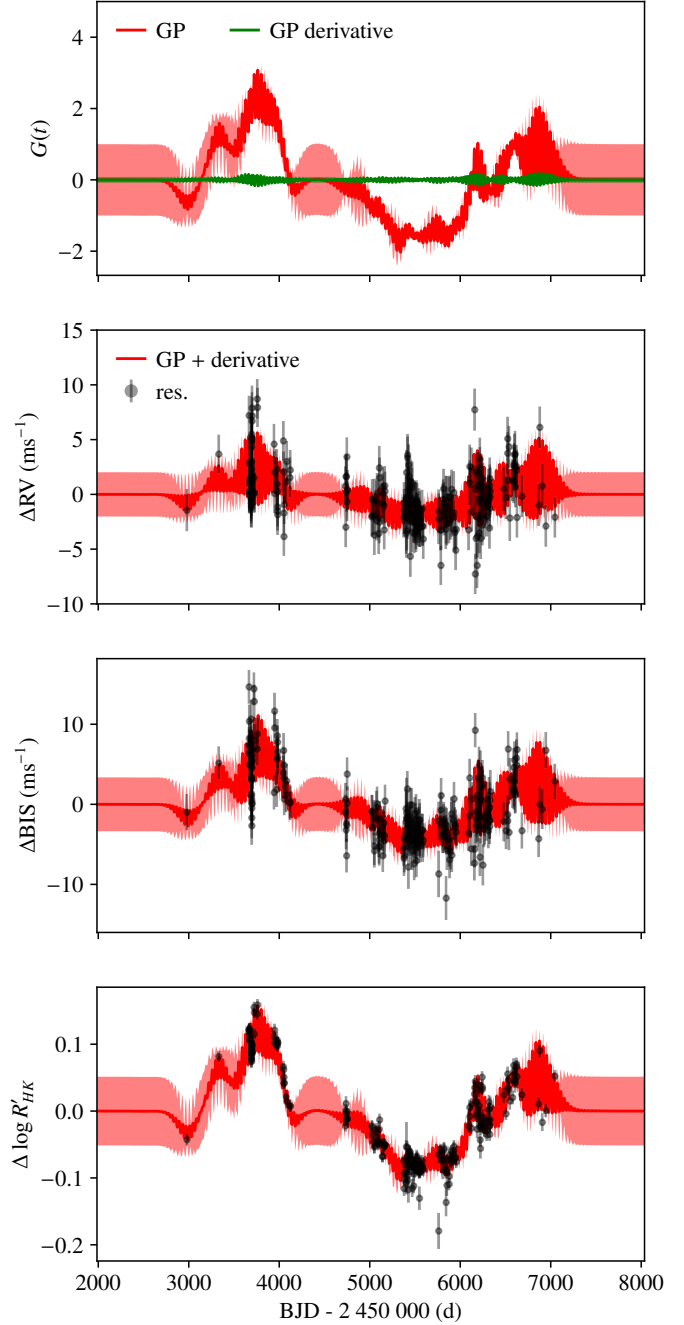 GP GP derivative
4
2
0
−2
G(t)
GP + derivative
res.
15
10
5
0
−5
−10
ΔRV (ms⁻¹)
10
0
−10
ΔBIS (ms⁻¹)
0.1
0.0
−0.1
−0.2
Δ log R′HK
2000 3000 4000 5000 6000 7000 8000
BJD - 2 450 000 (d)